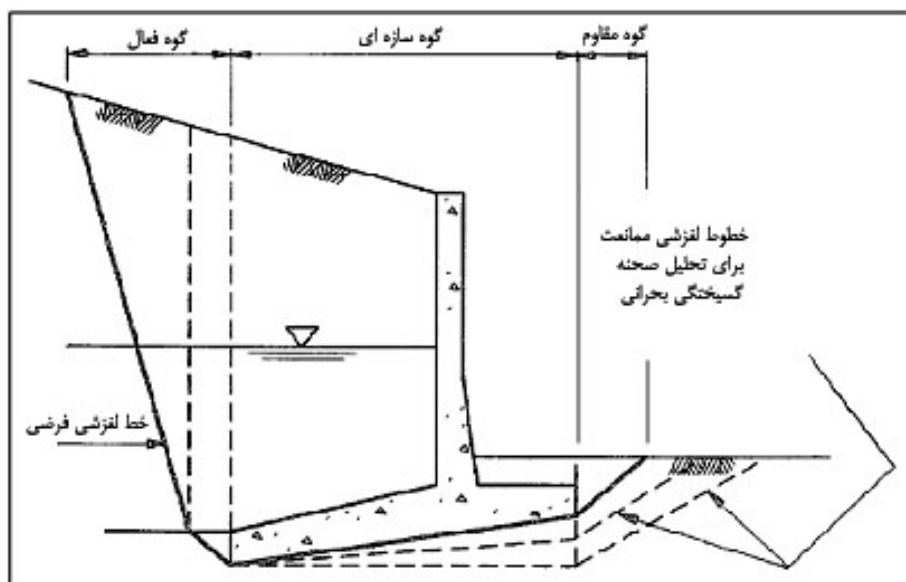 گوه فعال
گوه سازه ای
گوه مقاوم
خطوط لغزشی ممانعت
برای تحلیل صحنه
گسیختگی بحرانی
خط لغزشی فرضی